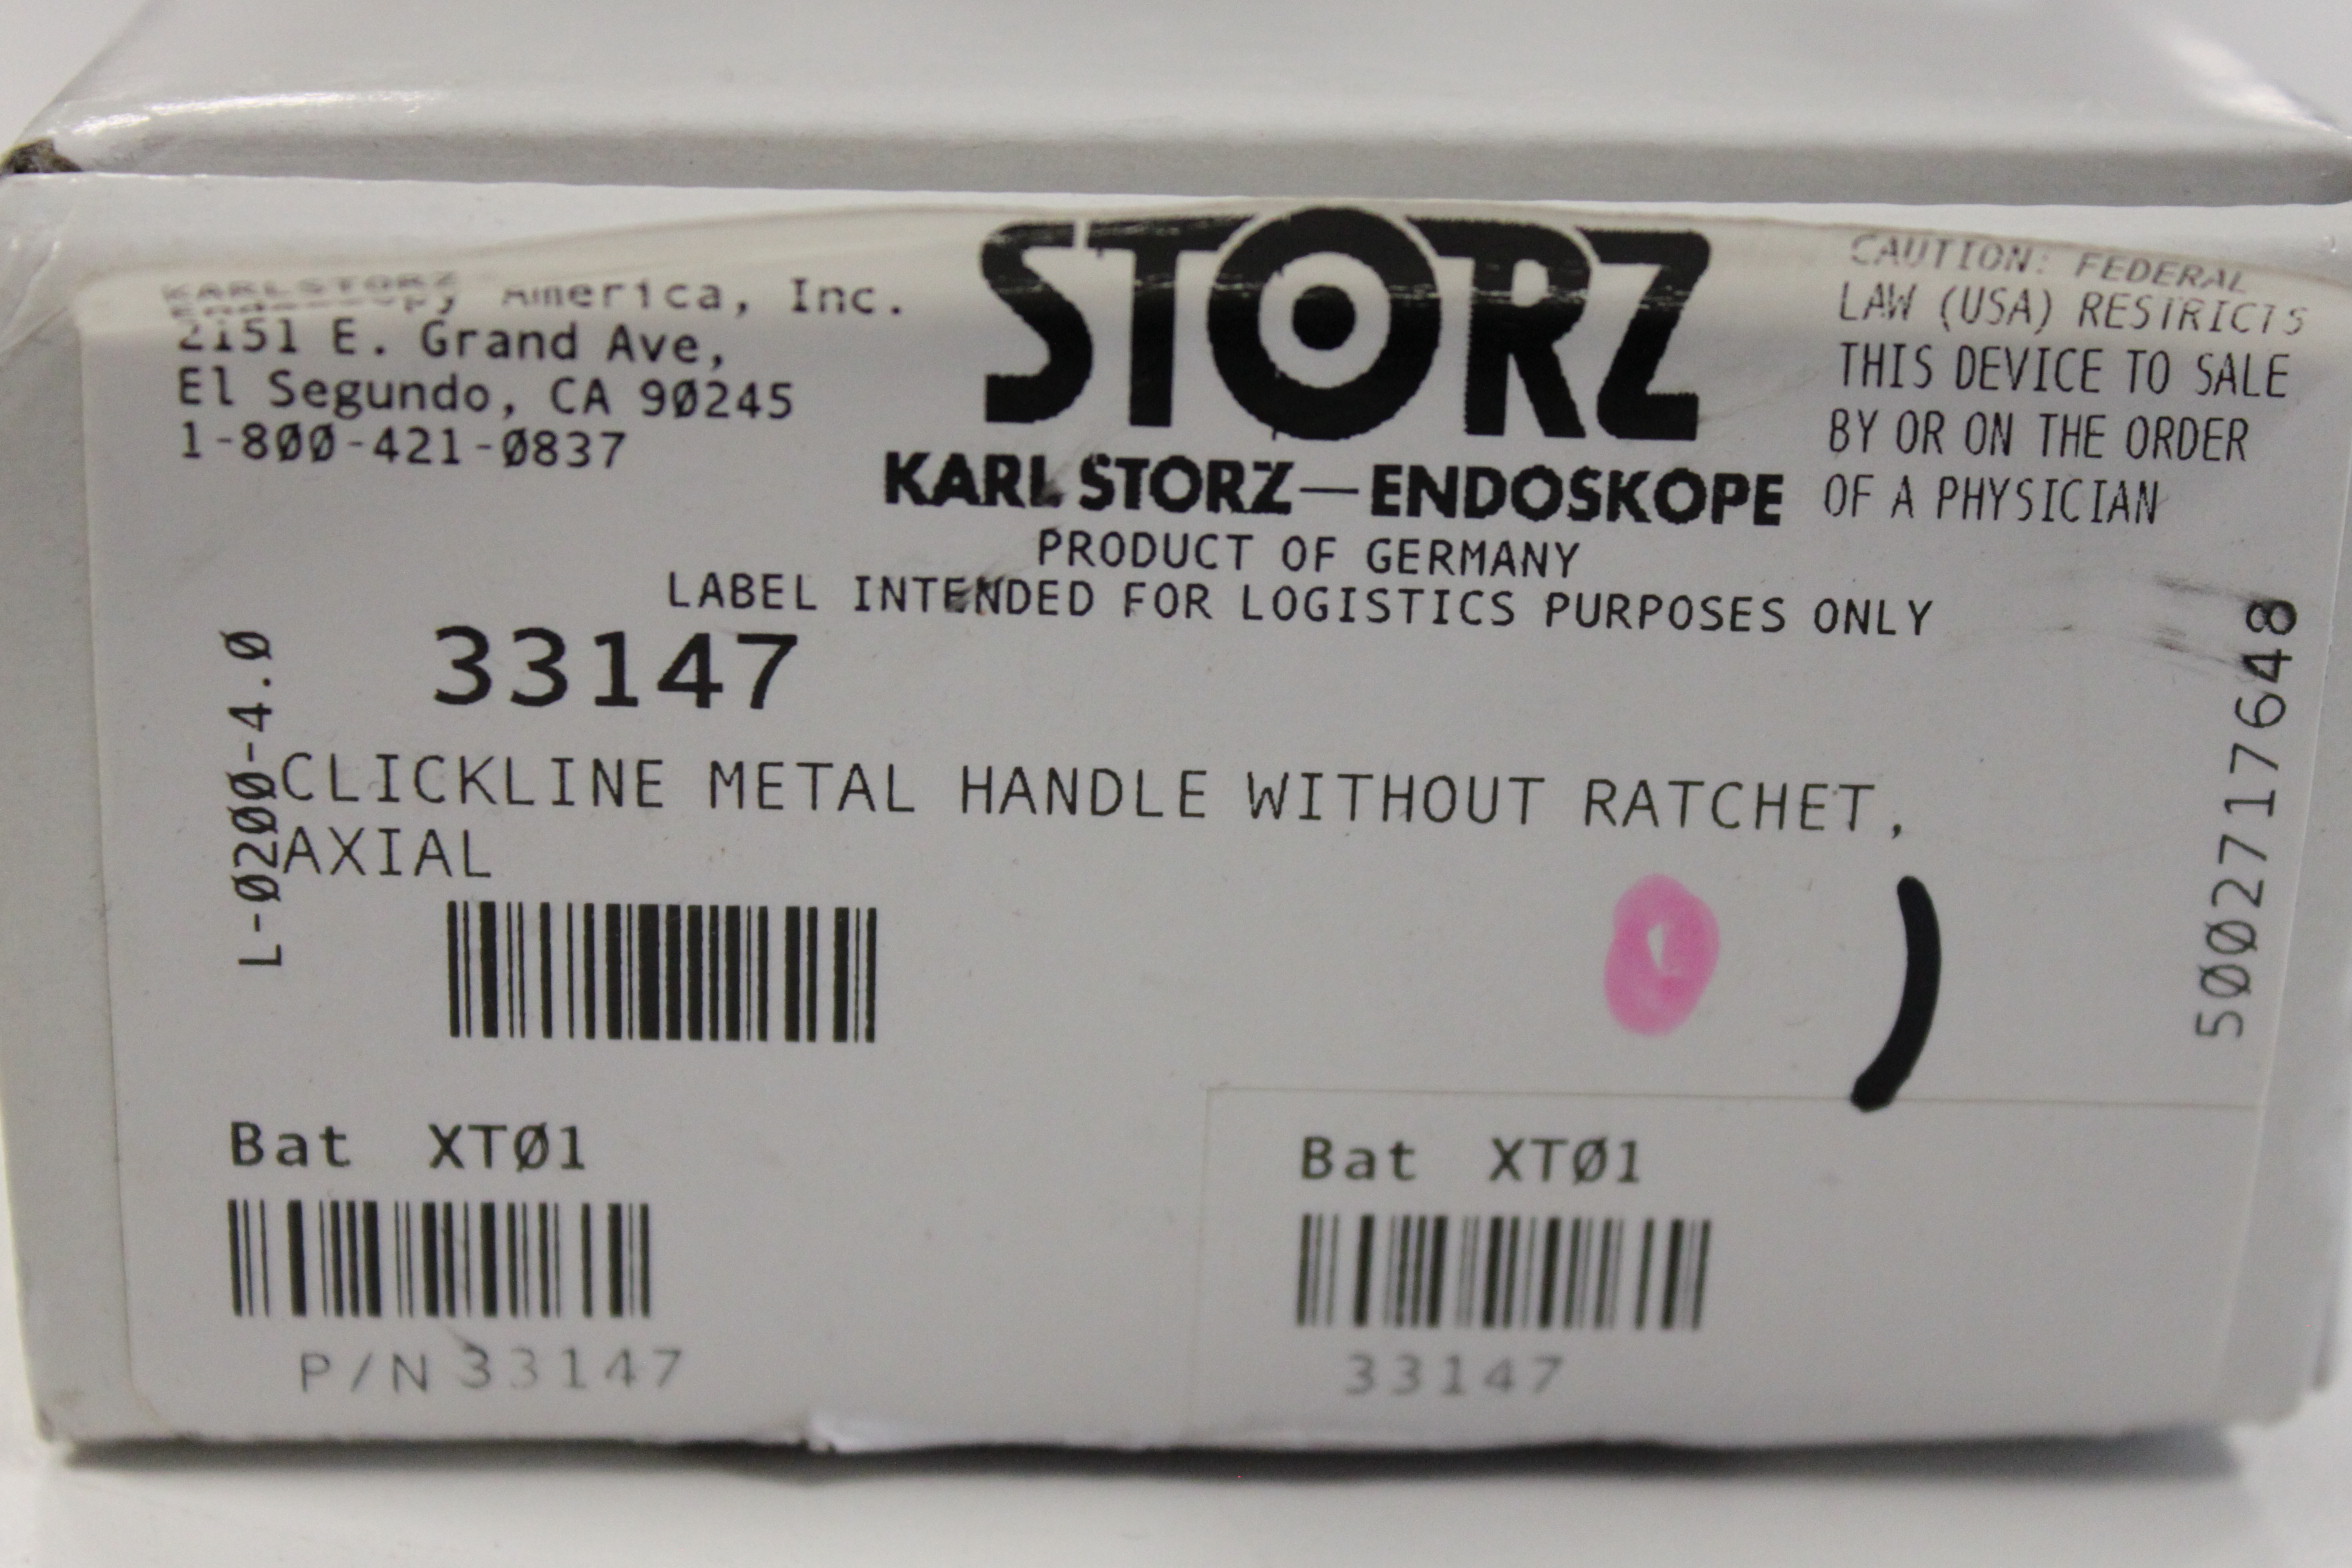 KARL STORZ
Endoscopy America, Inc.
2151 E. Grand Ave,
El Segundo, CA 90245
1-800-421-0837
STORZ
KARL STORZ—ENDOSKOPE
CAUTION: FEDERAL
LAW (USA) RESTRICTS
THIS DEVICE TO SALE
BY OR ON THE ORDER
OF A PHYSICIAN
PRODUCT OF GERMANY
LABEL INTENDED FOR LOGISTICS PURPOSES ONLY
L-0200-4.0
33147
5002717648
CLICKLINE METAL HANDLE WITHOUT RATCHET,
AXIAL
Bat XT01
P/N 33147
Bat XT01
33147